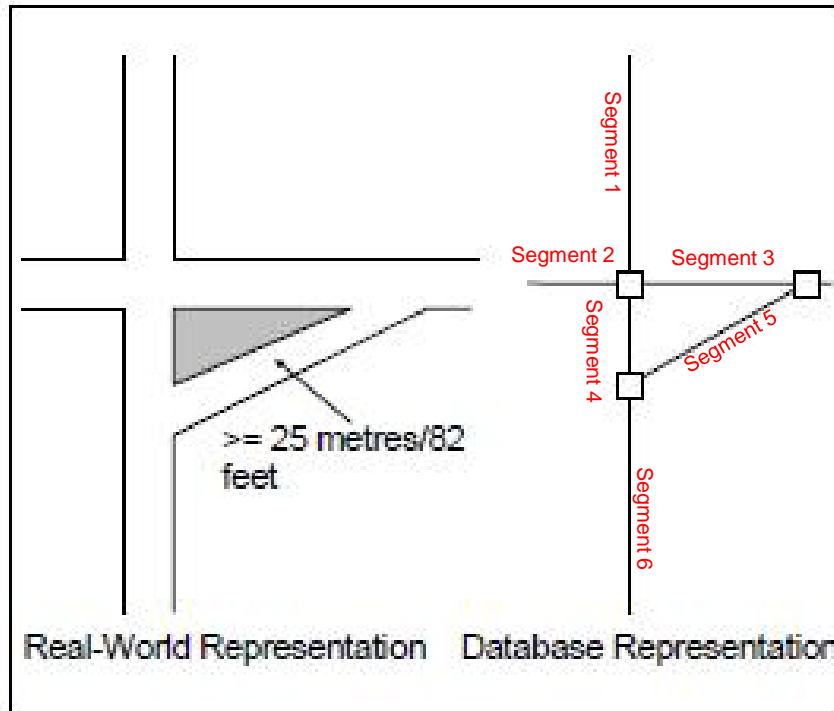 Segment 1
Segment 2
Segment 3
Segment 4
Segment 5
Segment 6
>= 25 metres/82
feet
Real-World Representation
Database Representation